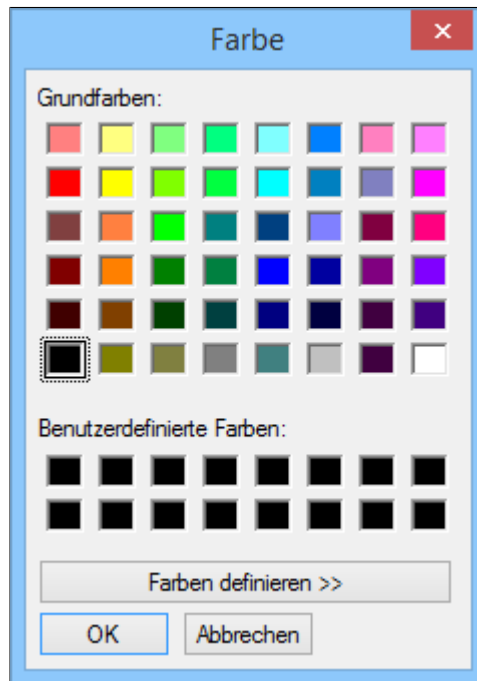 Farbe
Grundfarben:
Benutzerdefinierte Farben:
Farben definieren >>
OK Abbrechen